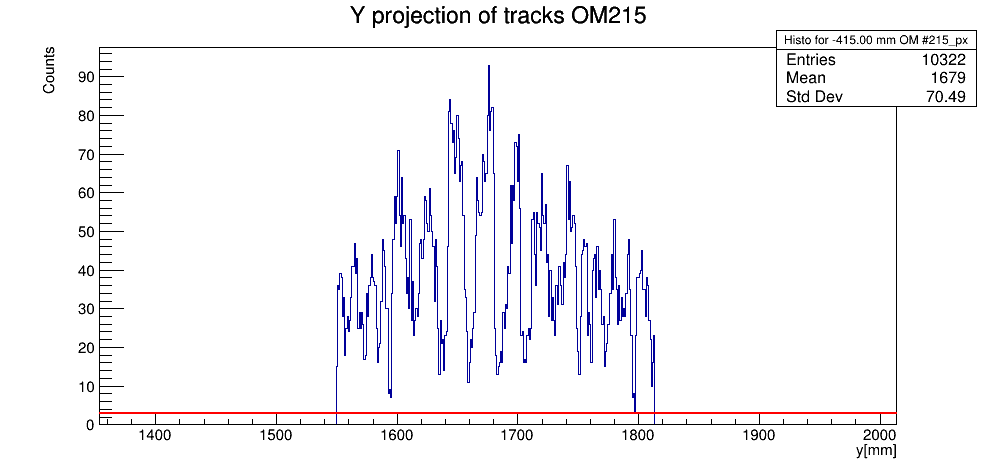 Y projection of tracks OM215
Histo for -415.00 mm OM #215_px
Entries 10322
Mean 1679
Std Dev 70.49
Counts
90
80
70
60
50
40
30
20
10
0
1400 1500 1600 1700 1800 1900 2000
y[mm]